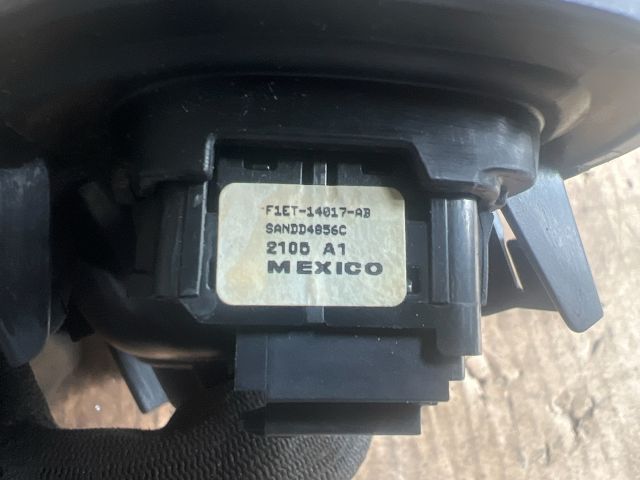 F1ET-14017-AB
SANDD4856C
2105 A1
MEXICO